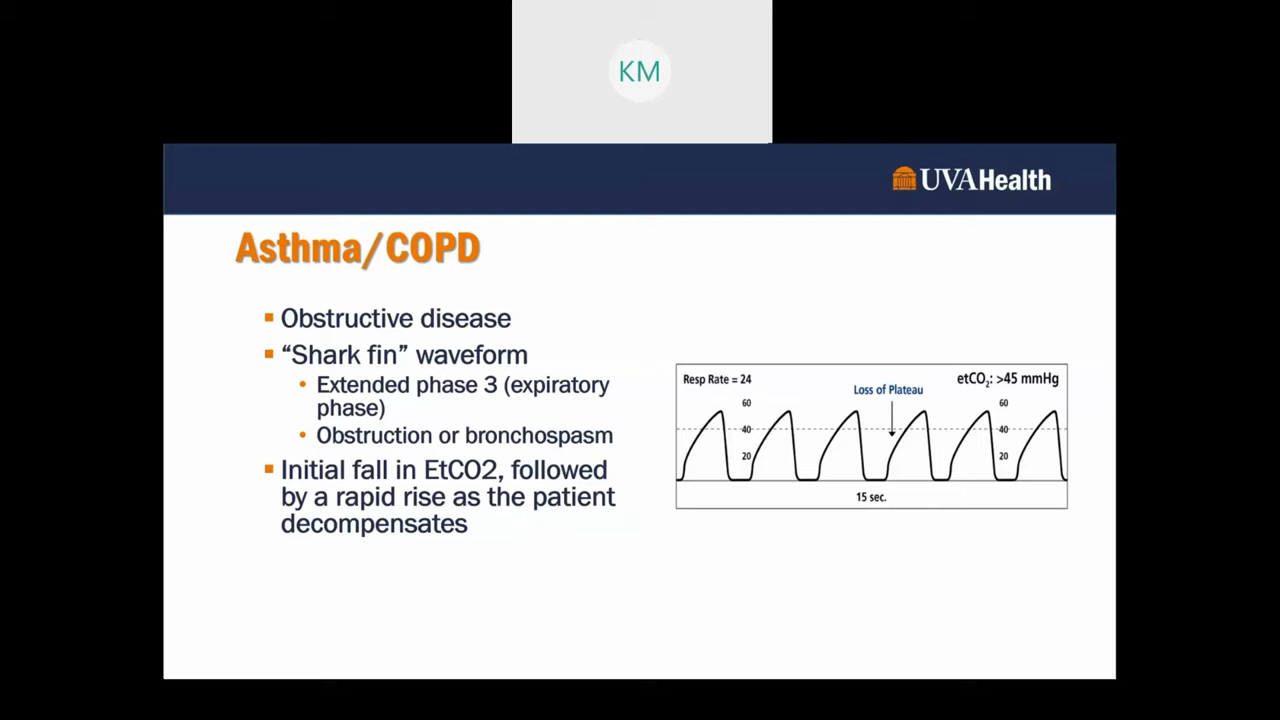 KM
UVAHealth
Asthma/COPD
Obstructive disease
“Shark fin” waveform
Extended phase 3 (expiratory
phase)
Obstruction or bronchospasm
Initial fall in EtCO2, followed
by a rapid rise as the patient
decompensates
Resp Rate = 24
etCO₂: >45 mmHg
Loss of Plateau
60 60
40 40
20 20
15 sec.